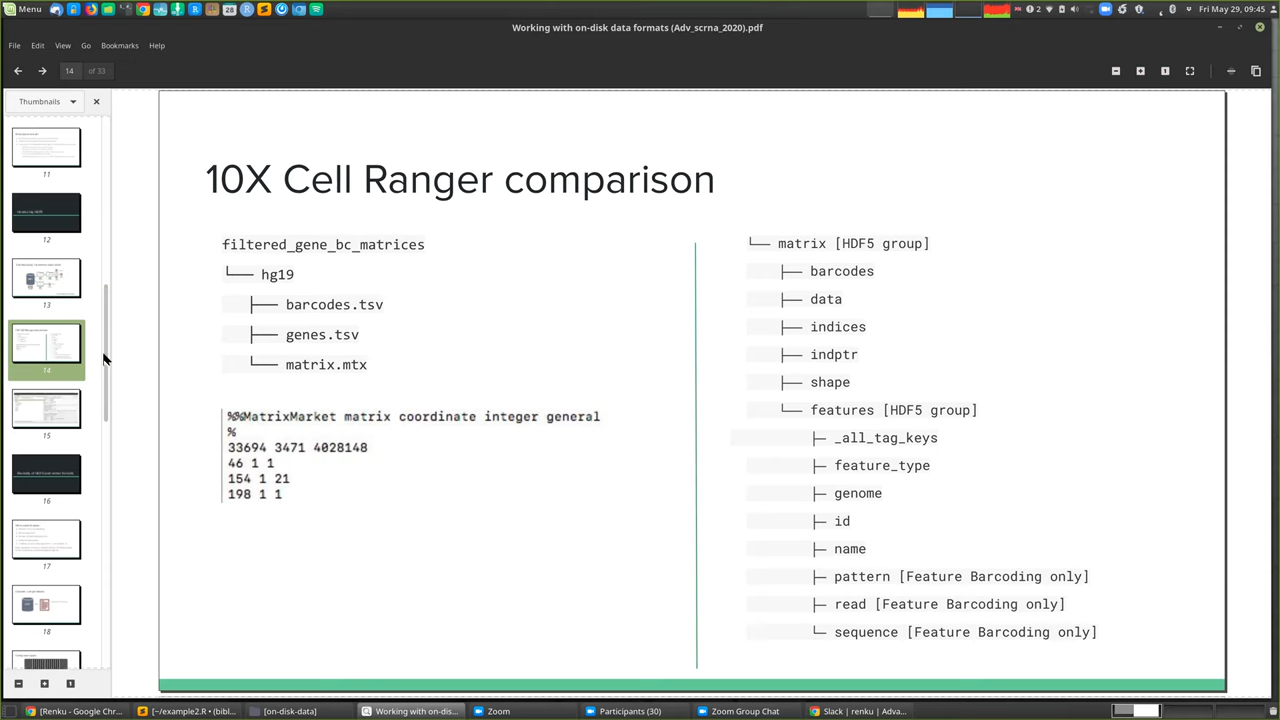 Menu
28
2
Fri May 29, 09:45
Working with on-disk data formats (Adv_scrna_2020).pdf
File Edit View Go Bookmarks Help
14 of 33
Thumbnails
11
12
13
14
15
16
17
18
10X Cell Ranger comparison
filtered_gene_bc_matrices
└── hg19
├── barcodes.tsv
├── genes.tsv
└── matrix.mtx
%%MatrixMarket matrix coordinate integer general
%
33694 3471 4028148
46 1 1
154 1 21
198 1 1
└── matrix [HDF5 group]
├── barcodes
├── data
├── indices
├── indptr
├── shape
└── features [HDF5 group]
├─ _all_tag_keys
├─ feature_type
├─ genome
├─ id
├─ name
├─ pattern [Feature Barcoding only]
├─ read [Feature Barcoding only]
└─ sequence [Feature Barcoding only]
[Renku - Google Chr... [~/example2.R • (bibl... [on-disk-data] Working with on-dis... Zoom Participants (30) Zoom Group Chat Slack | renku | Adva...